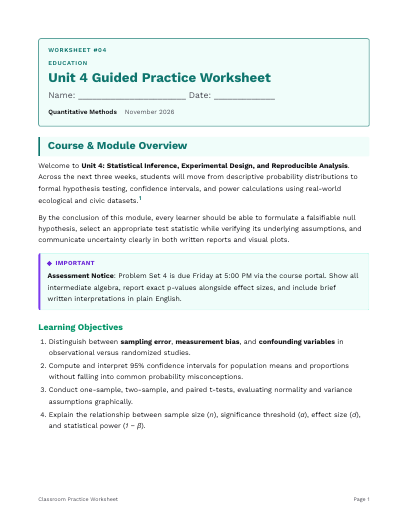 WORKSHEET #04
EDUCATION
Unit 4 Guided Practice Worksheet
Name: ______________________ Date: ____________
Quantitative Methods November 2026
Course & Module Overview
Welcome to Unit 4: Statistical Inference, Experimental Design, and Reproducible Analysis.
Across the next three weeks, students will move from descriptive probability distributions to
formal hypothesis testing, confidence intervals, and power calculations using real-world
ecological and civic datasets.¹
By the conclusion of this module, every learner should be able to formulate a falsifiable null
hypothesis, select an appropriate test statistic while verifying its underlying assumptions, and
communicate uncertainty clearly in both written reports and visual plots.
◆ IMPORTANT
Assessment Notice: Problem Set 4 is due Friday at 5:00 PM via the course portal. Show all
intermediate algebra, report exact p-values alongside effect sizes, and include brief
written interpretations in plain English.
Learning Objectives
1. Distinguish between sampling error, measurement bias, and confounding variables in
observational versus randomized studies.
2. Compute and interpret 95% confidence intervals for population means and proportions
without falling into common probability misconceptions.
3. Conduct one-sample, two-sample, and paired t-tests, evaluating normality and variance
assumptions graphically.
4. Explain the relationship between sample size (n), significance threshold (α), effect size (d),
and statistical power (1 − β).
Classroom Practice Worksheet
Page 1